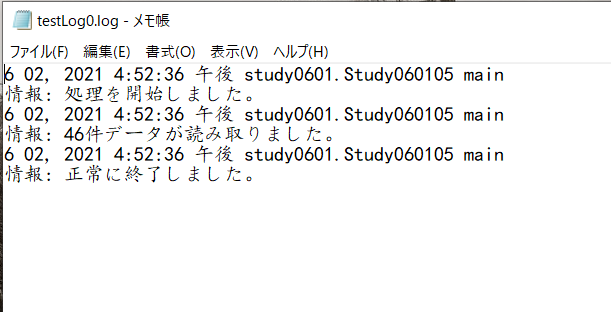 testLog0.log - メモ帳
ファイル(F) 編集(E) 書式(O) 表示(V) ヘルプ(H)
6 02, 2021 4:52:36 午後 study0601.Study060105 main
情報: 処理を開始しました。
6 02, 2021 4:52:36 午後 study0601.Study060105 main
情報: 46件データが読み取りました。
6 02, 2021 4:52:36 午後 study0601.Study060105 main
情報: 正常に終了しました。